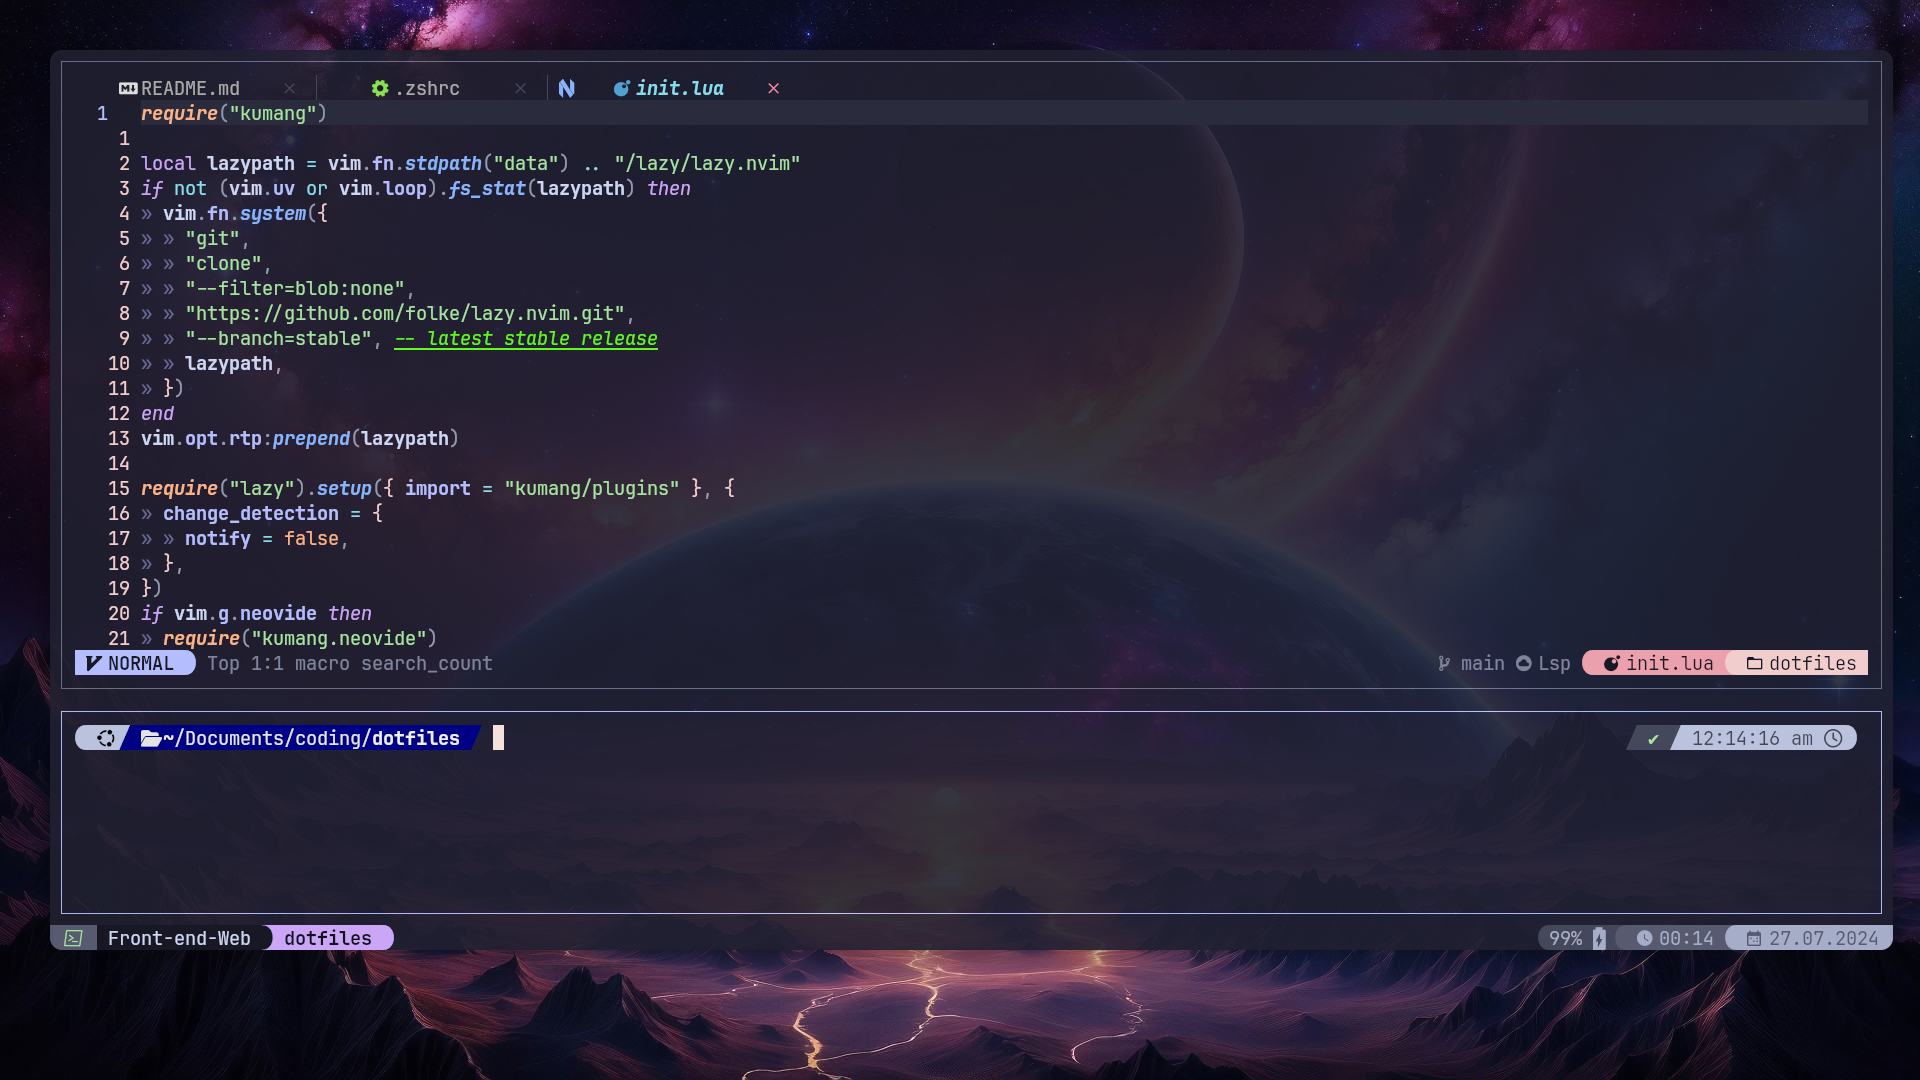 README.md × .zshrc × init.lua ×
1 require("kumang")
1
2 local lazypath = vim.fn.stdpath("data") .. "/lazy/lazy.nvim"
3 if not (vim.uv or vim.loop).fs_stat(lazypath) then
4 » vim.fn.system({
5 » » "git",
6 » » "clone",
7 » » "--filter=blob:none",
8 » » "https://github.com/folke/lazy.nvim.git",
9 » » "--branch=stable", -- latest stable release
10 » » lazypath,
11 » })
12 end
13 vim.opt.rtp:prepend(lazypath)
14
15 require("lazy").setup({ import = "kumang/plugins" }, {
16 » change_detection = {
17 » » notify = false,
18 » },
19 })
20 if vim.g.neovide then
21 » require("kumang.neovide")
NORMAL Top 1:1 macro search_count main Lsp init.lua dotfiles
~/Documents/coding/dotfiles ✔ 12:14:16 am
Front-end-Web dotfiles 99% 00:14 27.07.2024